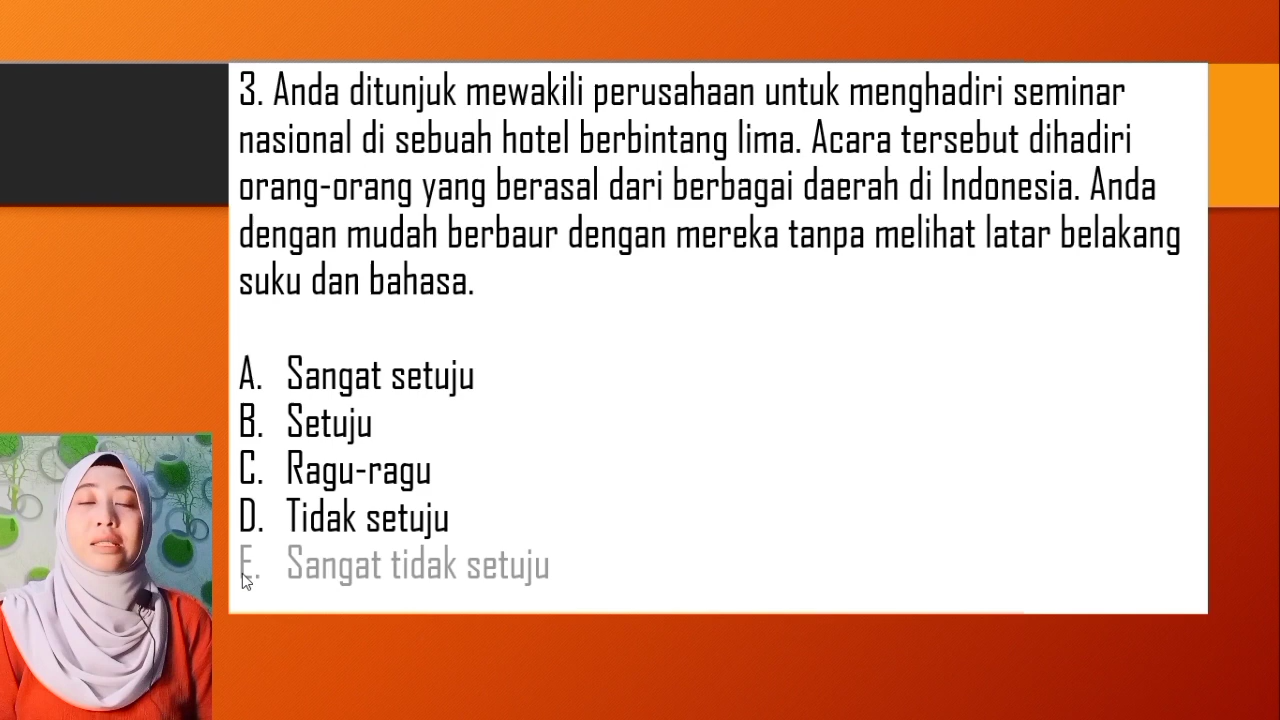 3. Anda ditunjuk mewakili perusahaan untuk menghadiri seminar
nasional di sebuah hotel berbintang lima. Acara tersebut dihadiri
orang-orang yang berasal dari berbagai daerah di Indonesia. Anda
dengan mudah berbaur dengan mereka tanpa melihat latar belakang
suku dan bahasa.
A. Sangat setuju
B. Setuju
C. Ragu-ragu
D. Tidak setuju
E. Sangat tidak setuju